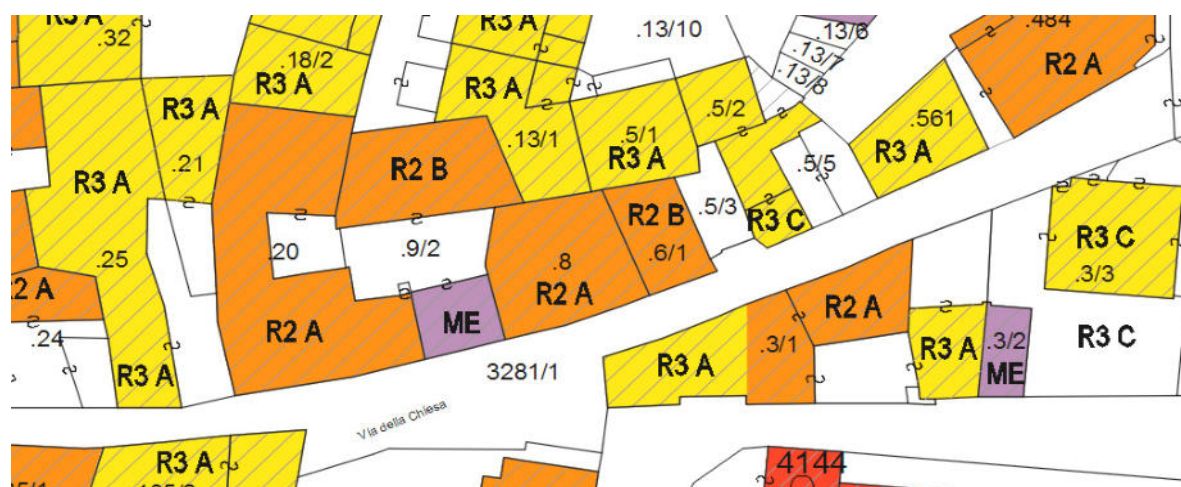 R3 A
.32
.18/2
R3 A
R3 A
.13/10
.13/6
.13/7
.13/8
.484
R2 A
R3 A
R3 A
.21
R3 A
.13/1
.5/1
R3 A
.5/2
.561
R3 A
R2 B
.5/5
.5/3
R3 C
R2 B
.6/1
R3 C
.3/3
.25
.20
.9/2
.8
R2 A
2 A
.24
R3 A
R2 A
ME
3281/1
Via della Chiesa
R3 A
.3/1
R2 A
R3 A
.3/2
ME
R3 C
R3 A
4144